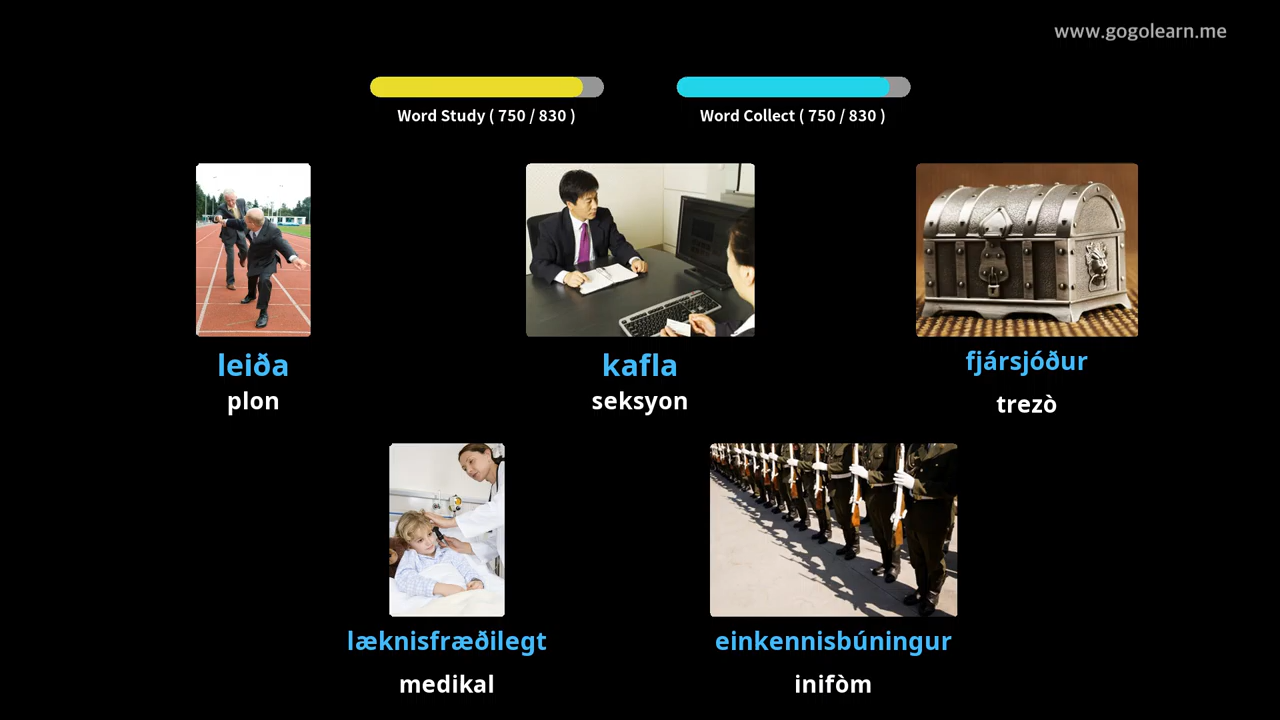 www.gogolearn.me
Word Study ( 750 / 830 )
Word Collect ( 750 / 830 )
leiða
kafla
fjársjóður
plon
seksyon
trezò
læknisfræðilegt
einkennisbúningur
medikal
inifòm